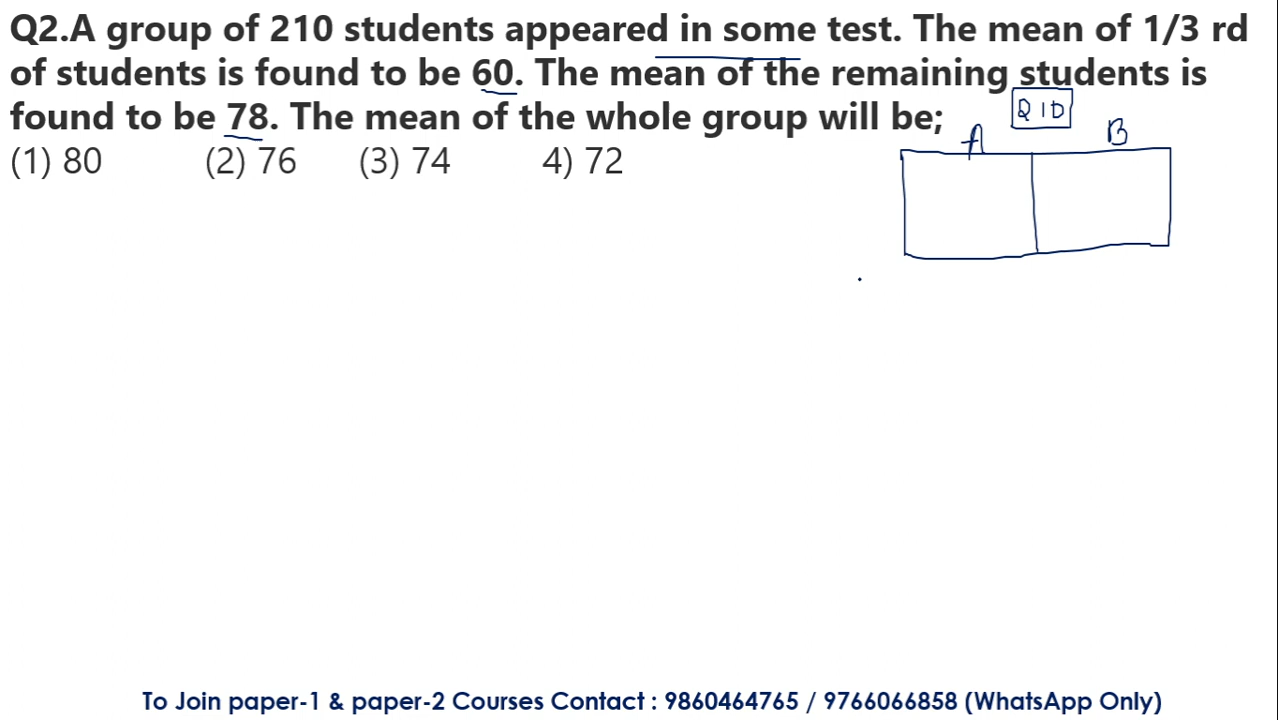 Q2.A group of 210 students appeared in some test. The mean of 1/3 rd
of students is found to be 60. The mean of the remaining students is
found to be 78. The mean of the whole group will be;
210
A B
(1) 80 (2) 76 (3) 74 4) 72
To Join paper-1 & paper-2 Courses Contact : 9860464765 / 9766066858 (WhatsApp Only)